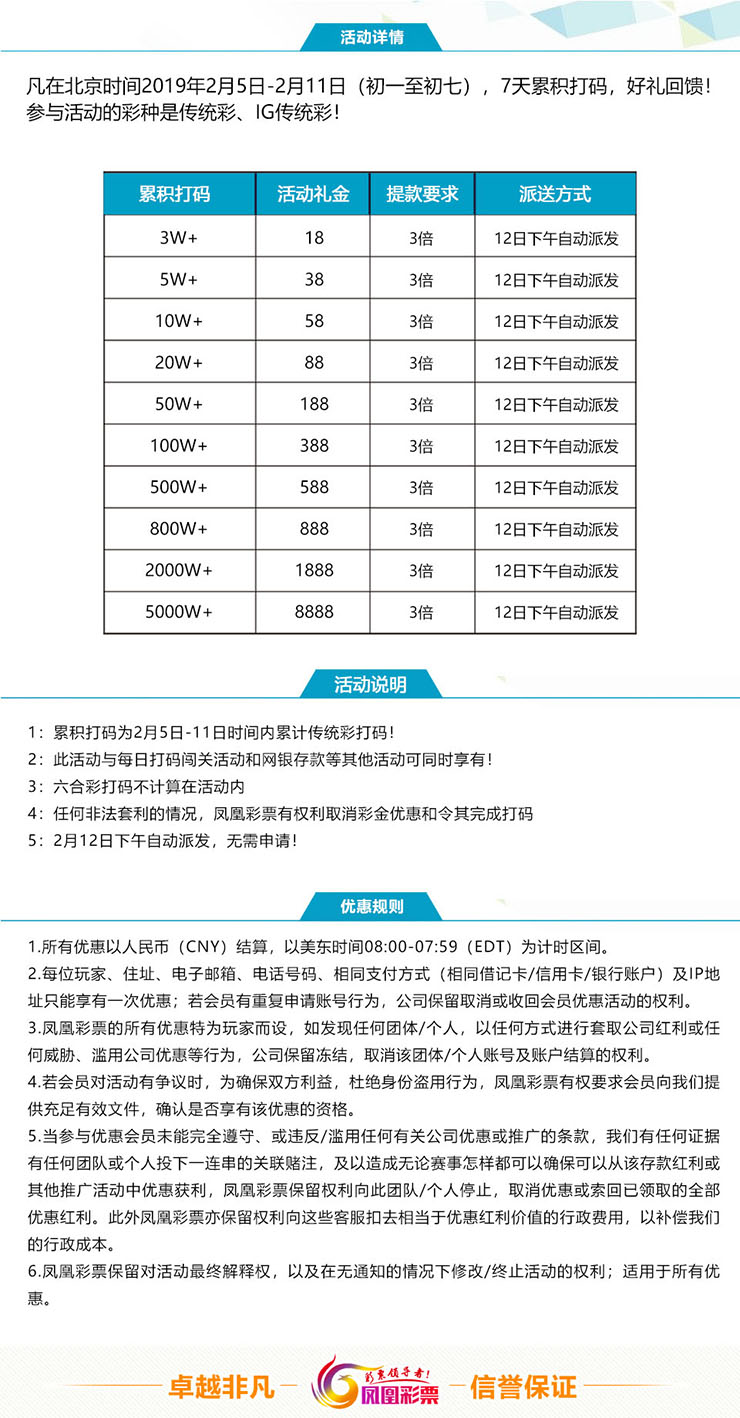 活动详情
凡在北京时间2019年2月5日-2月11日（初一至初七），7天累积打码，好礼回馈！
参与活动的彩种是传统彩、IG传统彩！
累积打码 活动礼金 提款要求 派送方式
3W+ 18 3倍 12日下午自动派发
5W+ 38 3倍 12日下午自动派发
10W+ 58 3倍 12日下午自动派发
20W+ 88 3倍 12日下午自动派发
50W+ 188 3倍 12日下午自动派发
100W+ 388 3倍 12日下午自动派发
500W+ 588 3倍 12日下午自动派发
800W+ 888 3倍 12日下午自动派发
2000W+ 1888 3倍 12日下午自动派发
5000W+ 8888 3倍 12日下午自动派发
活动说明
1：累积打码为2月5日-11日时间内累计传统彩打码！
2：此活动与每日打码闯关活动和网银存款等其他活动可同时享有！
3：六合彩打码不计算在活动内
4：任何非法套利的情况，凤凰彩票有权利取消彩金优惠和令其完成打码
5：2月12日下午自动派发，无需申请！
优惠规则
1.所有优惠以人民币（CNY）结算，以美东时间08:00-07:59（EDT）为计时区间。
2.每位玩家、住址、电子邮箱、电话号码、相同支付方式（相同借记卡/信用卡/银行账户）及IP地
址只能享有一次优惠；若会员有重复申请账号行为，公司保留取消或收回会员优惠活动的权利。
3.凤凰彩票的所有优惠特为玩家而设，如发现任何团体/个人，以任何方式进行套取公司红利或任
何威胁、滥用公司优惠等行为，公司保留冻结，取消该团体/个人账号及账户结算的权利。
4.若会员对活动有争议时，为确保双方利益，杜绝身份盗用行为，凤凰彩票有权要求会员向我们提
供充足有效文件，确认是否享有该优惠的资格。
5.当参与优惠会员未能完全遵守、或违反/滥用任何有关公司优惠或推广的条款，我们有任何证据
有任何团队或个人投下一连串的关联赌注，及以造成无论赛事怎样都可以确保可以从该存款红利或
其他推广活动中优惠获利，凤凰彩票保留权利向此团队/个人停止，取消优惠或索回已领取的全部
优惠红利。此外凤凰彩票亦保留权利向这些客服扣去相当于优惠红利价值的行政费用，以补偿我们
的行政成本。
6.凤凰彩票保留对活动最终解释权，以及在无通知的情况下修改/终止活动的权利；适用于所有优
惠。
卓越非凡 彩票领导者！ 凤凰彩票 信誉保证